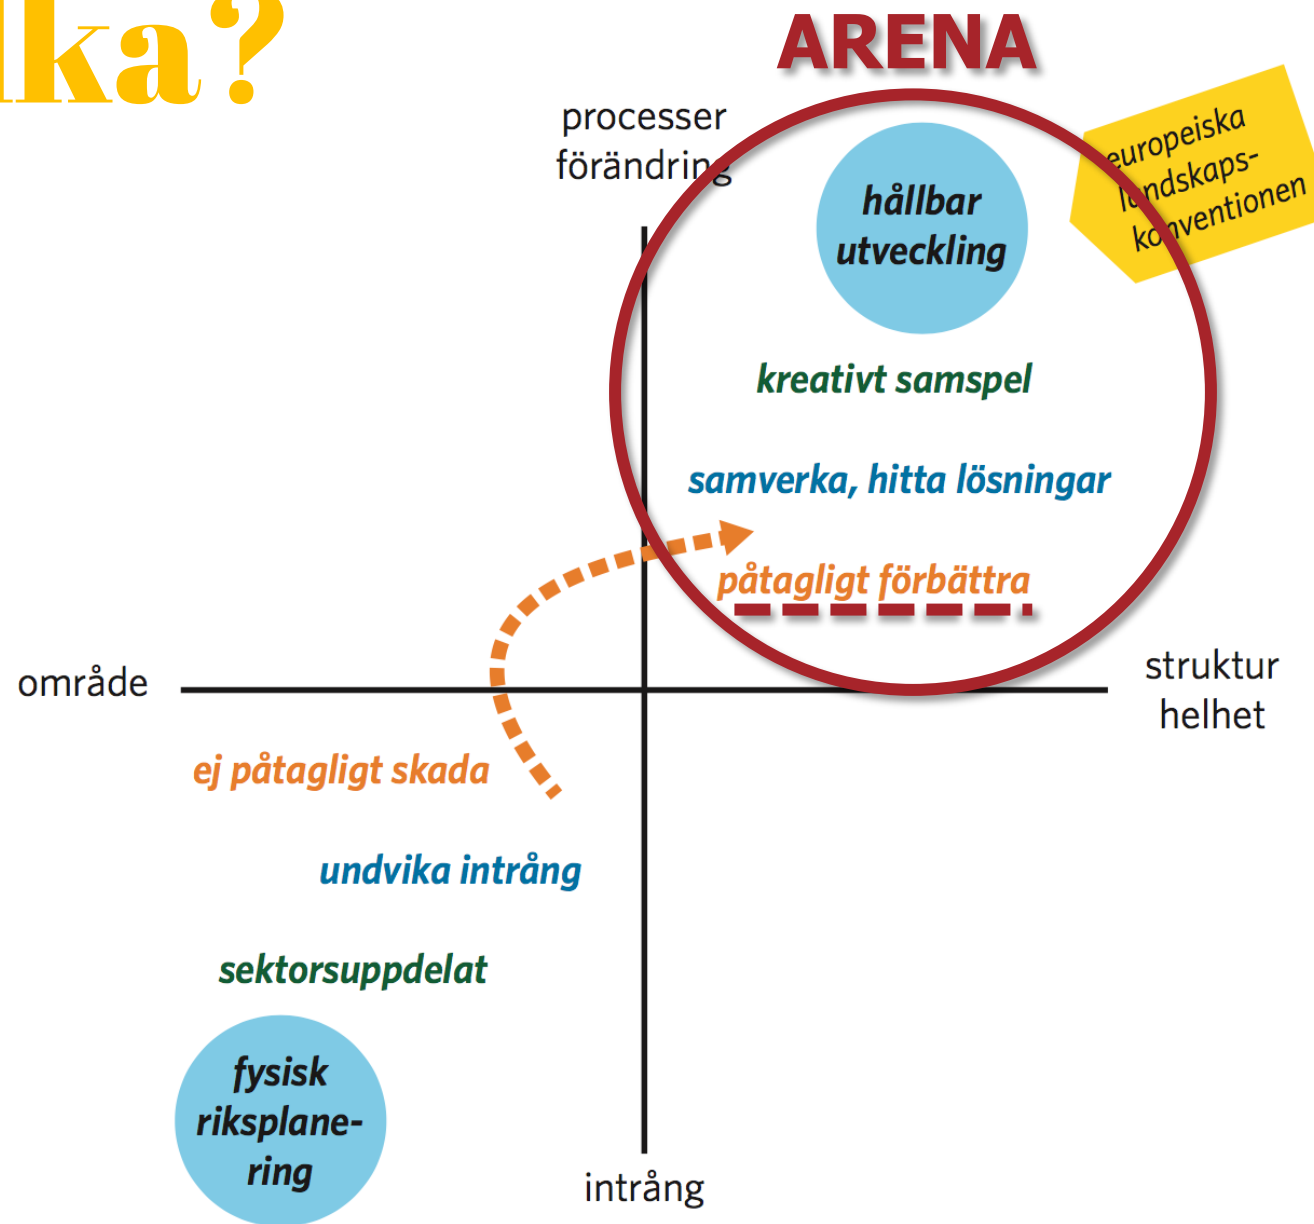 lka?
ARENA
processer
förändring
europeiska
landskaps-
konventionen
hållbar
utveckling
kreativt samspel
samverka, hitta lösningar
påtagligt förbättra
område
struktur
helhet
ej påtagligt skada
undvika intrång
sektorsuppdelat
fysisk
riksplane-
ring
intrång